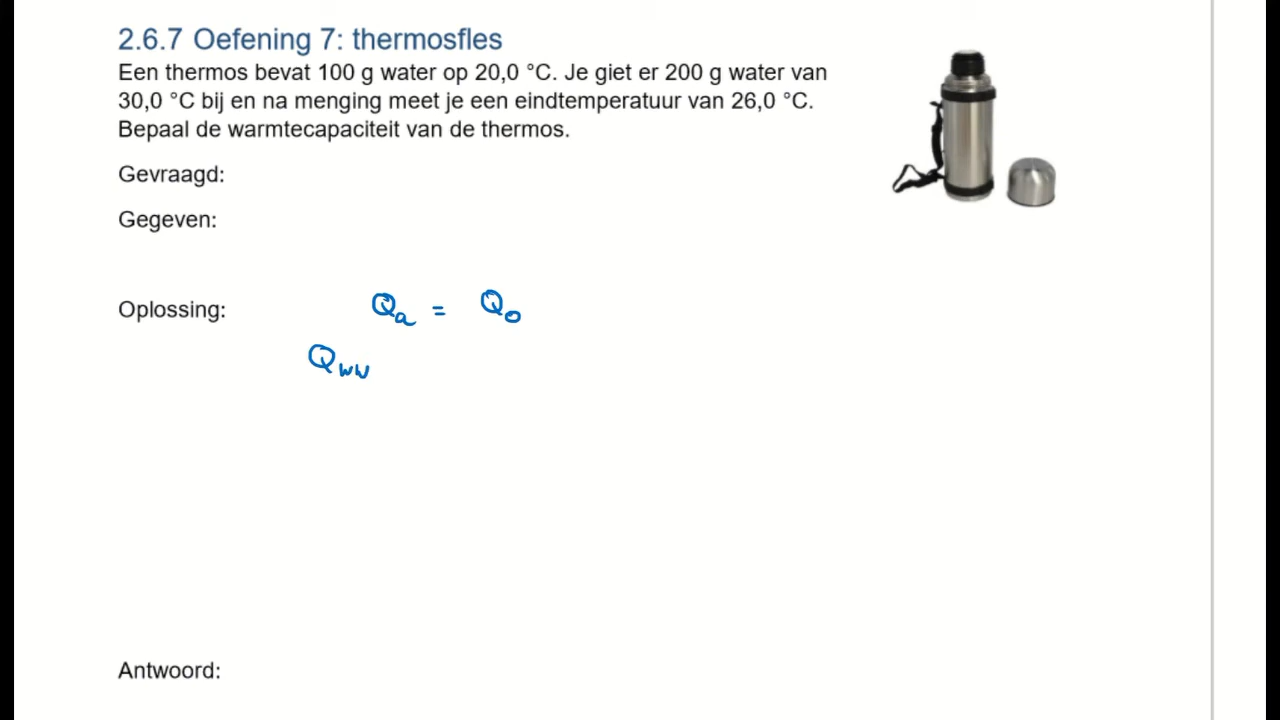 2.6.7 Oefening 7: thermosfles
Een thermos bevat 100 g water op 20,0 °C. Je giet er 200 g water van
30,0 °C bij en na menging meet je een eindtemperatuur van 26,0 °C.
Bepaal de warmtecapaciteit van de thermos.
Gevraagd:
Gegeven:
Oplossing: Qa = Qo
Qww
Antwoord: